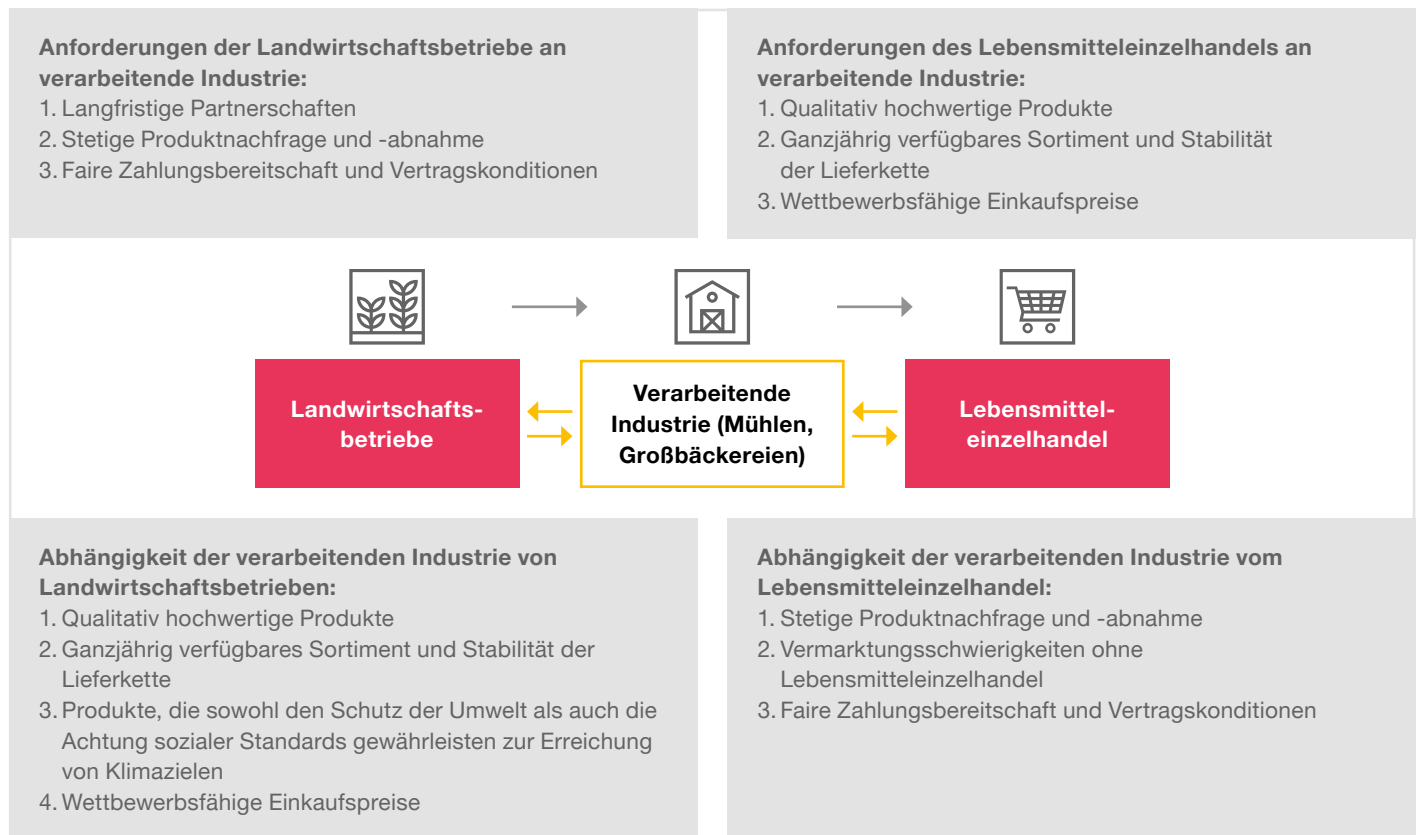 Anforderungen der Landwirtschaftsbetriebe an
verarbeitende Industrie:
1. Langfristige Partnerschaften
2. Stetige Produktnachfrage und -abnahme
3. Faire Zahlungsbereitschaft und Vertragskonditionen
Anforderungen des Lebensmitteleinzelhandels an
verarbeitende Industrie:
1. Qualitativ hochwertige Produkte
2. Ganzjährig verfügbares Sortiment und Stabilität
der Lieferkette
3. Wettbewerbsfähige Einkaufspreise
Landwirtschafts-
betriebe
Verarbeitende
Industrie (Mühlen,
Großbäckereien)
Lebensmittel-
einzelhandel
Abhängigkeit der verarbeitenden Industrie von
Landwirtschaftsbetrieben:
1. Qualitativ hochwertige Produkte
2. Ganzjährig verfügbares Sortiment und Stabilität der
Lieferkette
3. Produkte, die sowohl den Schutz der Umwelt als auch die
Achtung sozialer Standards gewährleisten zur Erreichung
von Klimazielen
4. Wettbewerbsfähige Einkaufspreise
Abhängigkeit der verarbeitenden Industrie vom
Lebensmitteleinzelhandel:
1. Stetige Produktnachfrage und -abnahme
2. Vermarktungsschwierigkeiten ohne
Lebensmitteleinzelhandel
3. Faire Zahlungsbereitschaft und Vertragskonditionen